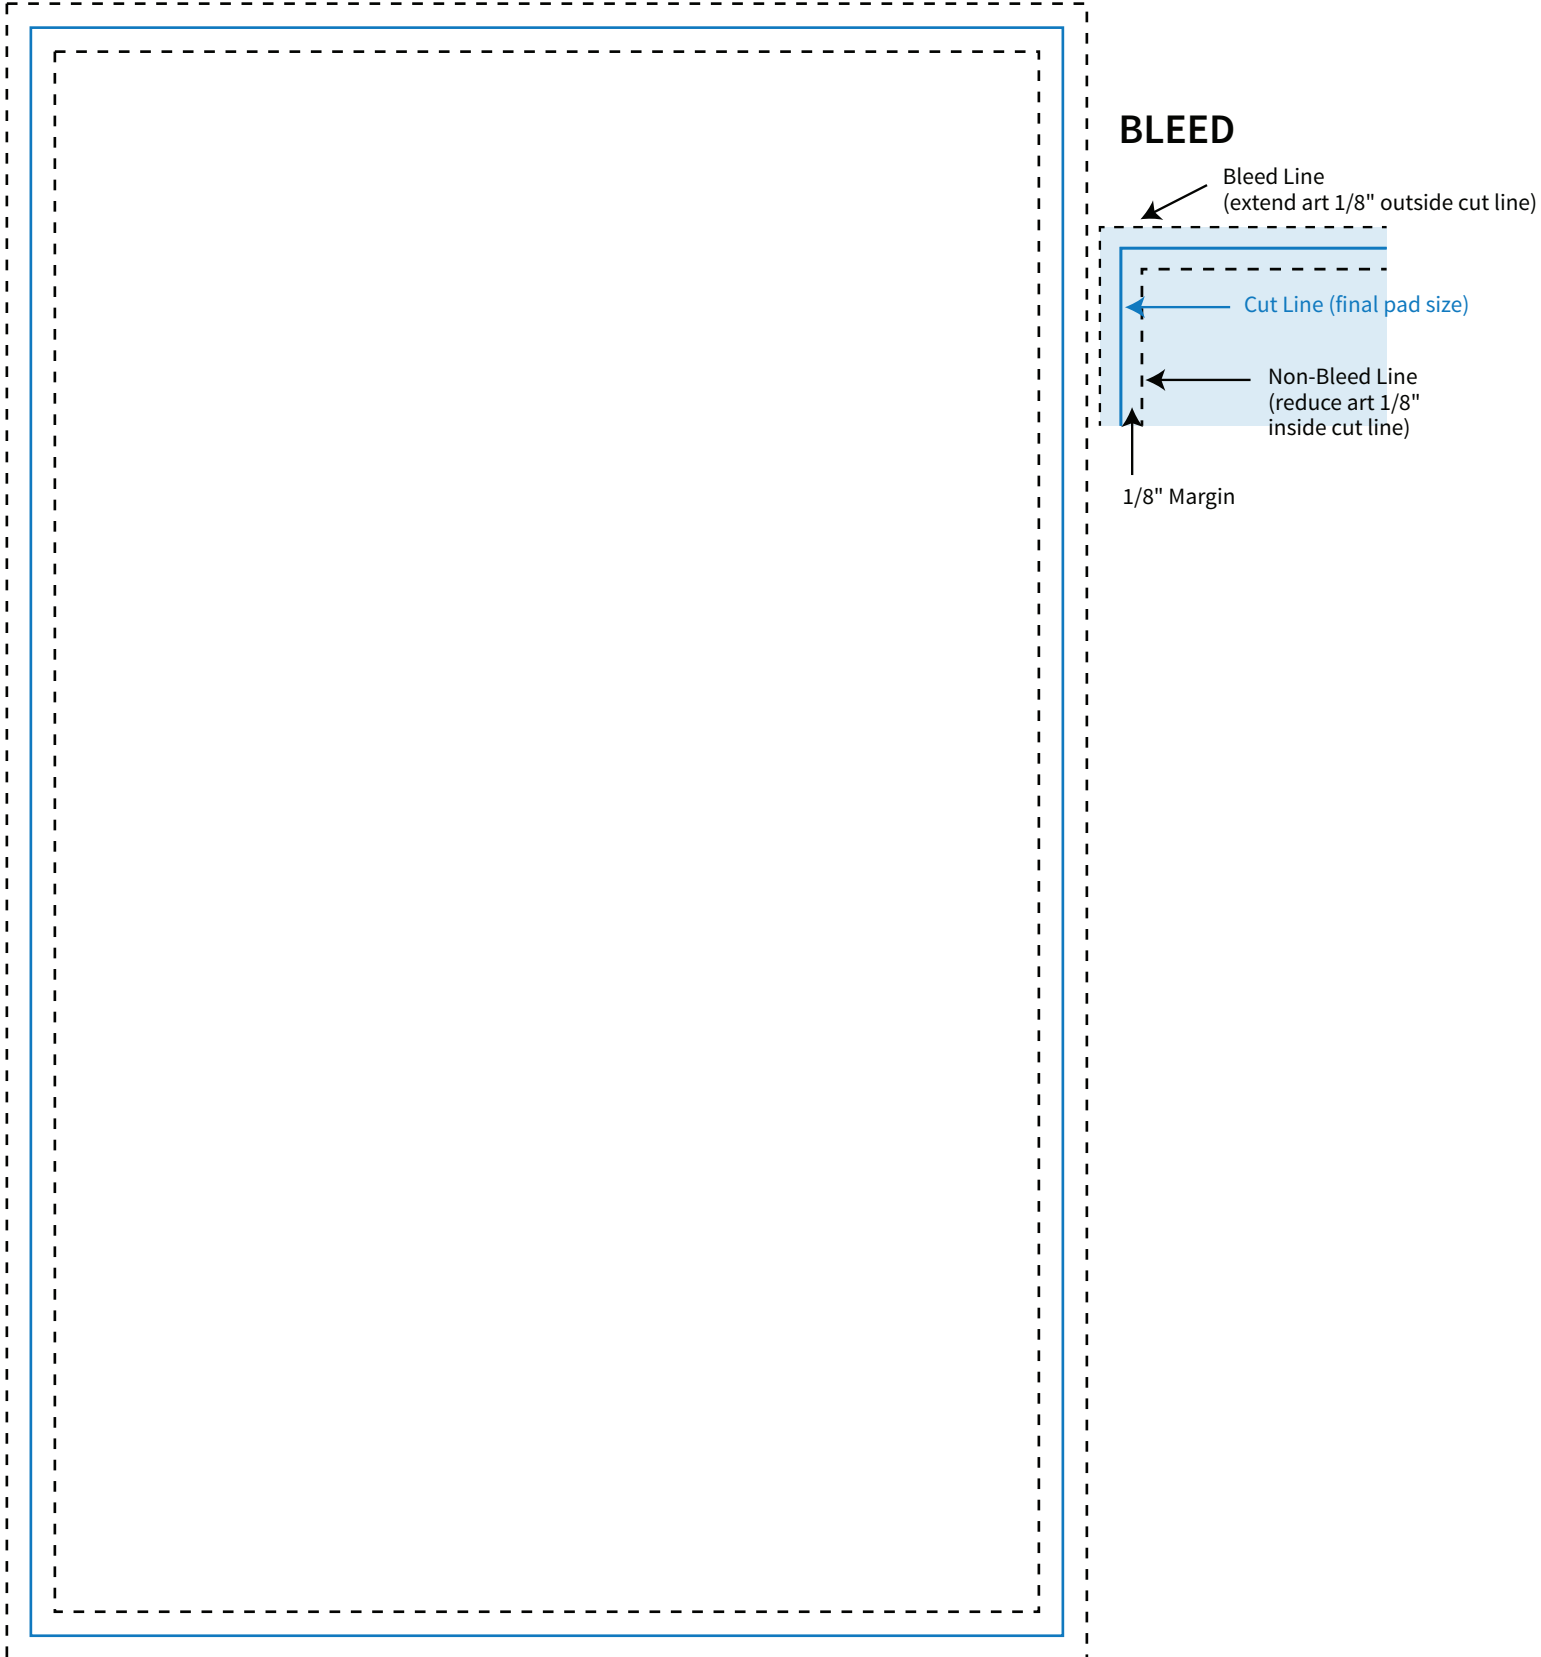 BLEED
Bleed Line
(extend art 1/8" outside cut line)
Cut Line (final pad size)
Non-Bleed Line
(reduce art 1/8"
inside cut line)
1/8" Margin